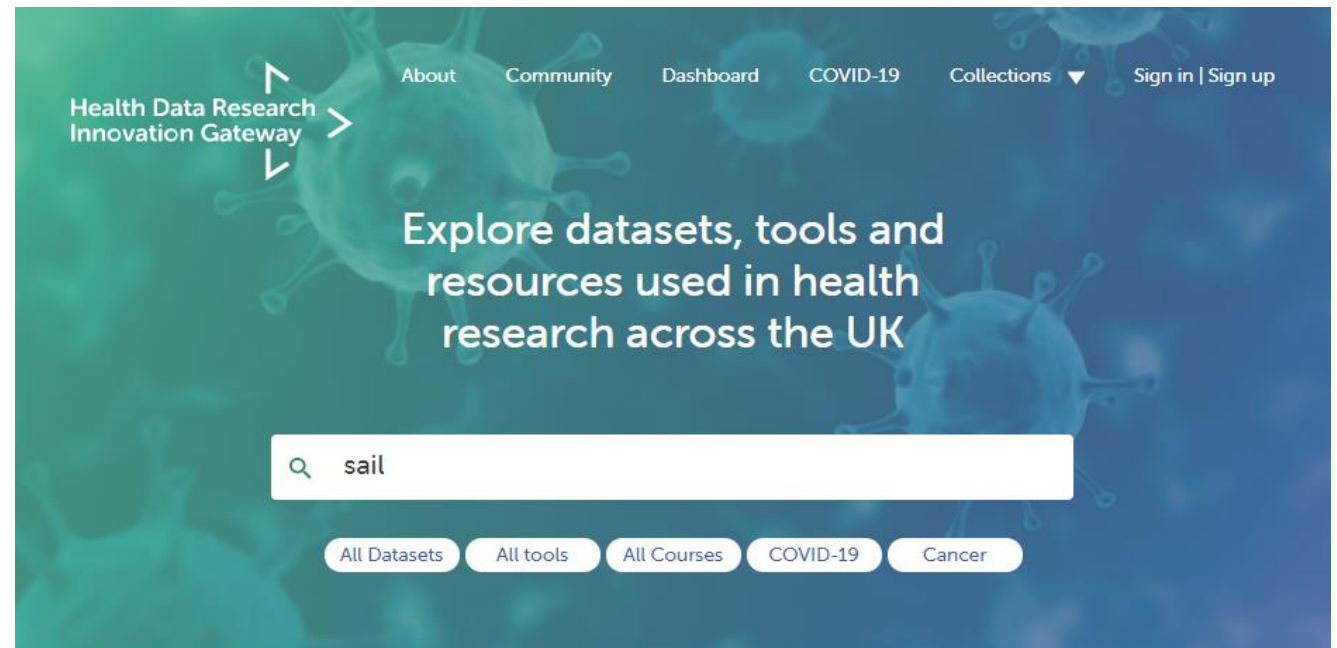 About Community Dashboard COVID-19 Collections Sign in | Sign up
Health Data Research
Innovation Gateway
Explore datasets, tools and
resources used in health
research across the UK
sail
All Datasets All tools All Courses COVID-19 Cancer